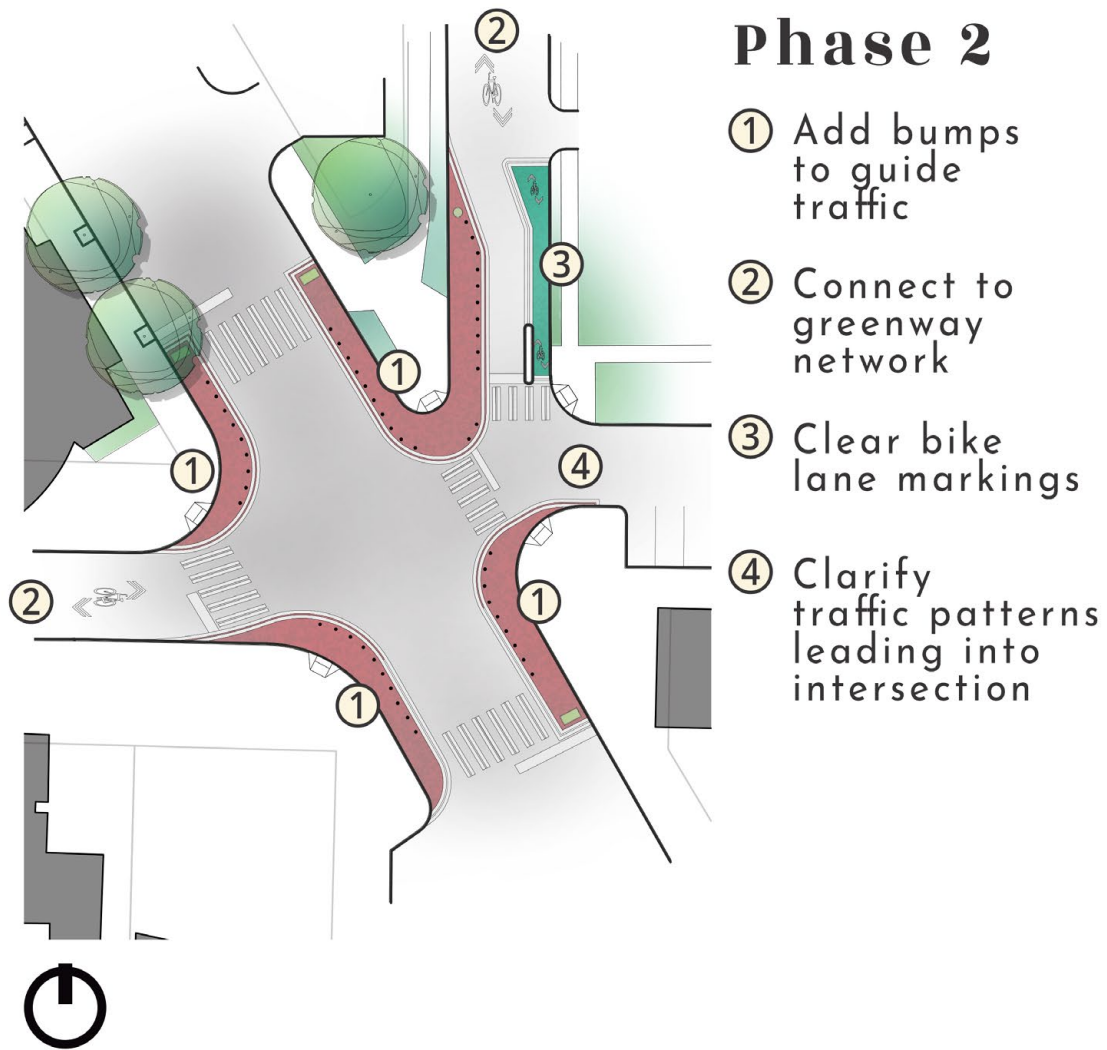 Phase 2
1 Add bumps
to guide
traffic
2 Connect to
greenway
network
3 Clear bike
lane markings
4 Clarify
traffic patterns
leading into
intersection
2
3
1
1
4
2
1
1